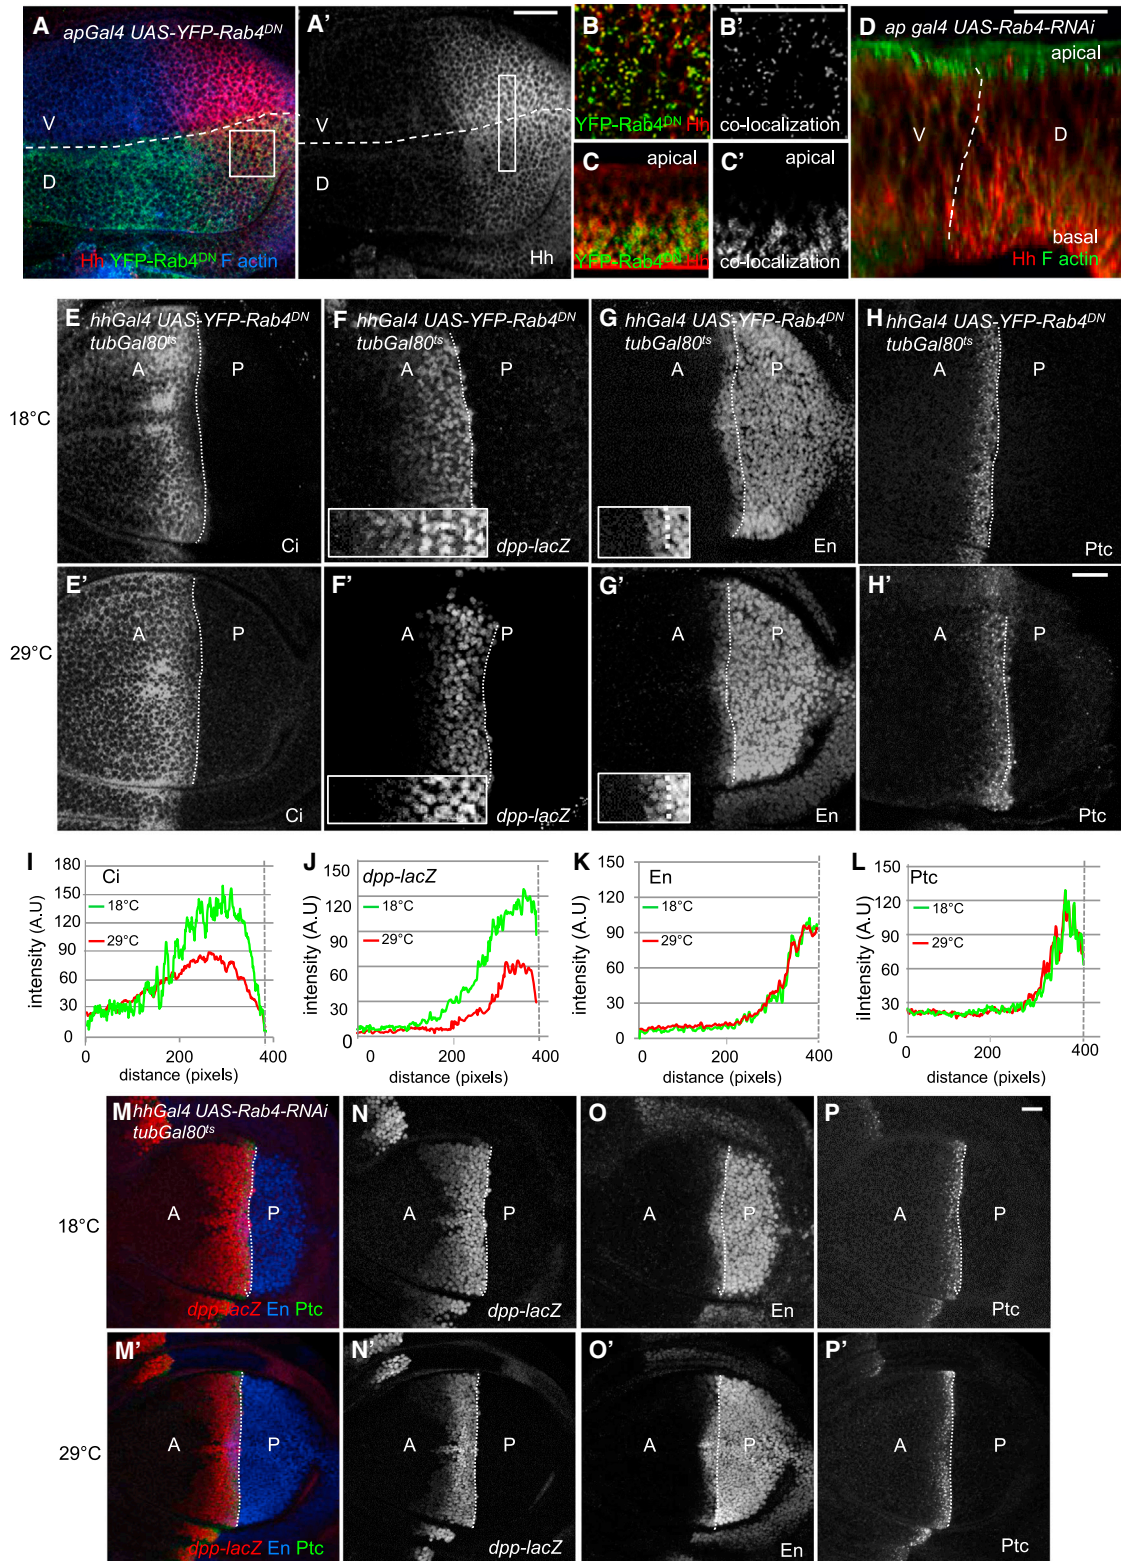 A apGal4 UAS-YFP-Rab4DN
V
D
Hh YFP-Rab4DN F actin
A'
V
D
Hh
B
YFP-Rab4DN Hh
B'
co-localization
C apical
YFP-Rab4DN Hh
C' apical
co-localization
D ap gal4 UAS-Rab4-RNAi
apical
V D
basal
Hh F actin
18°C
E hhGal4 UAS-YFP-Rab4DN
tubGal80ts
A P
Ci
F hhGal4 UAS-YFP-Rab4DN
tubGal80ts
A P
dpp-lacZ
G hhGal4 UAS-YFP-Rab4DN
tubGal80ts
A P
En
H hhGal4 UAS-YFP-Rab4DN
tubGal80ts
A P
Ptc
29°C
E'
A P
Ci
F'
A P
dpp-lacZ
G'
A P
En
H'
A P
Ptc
I
Ci
18°C
29°C
intensity (A.U)
180
150
120
90
60
30
0
0 200 400
distance (pixels)
J
dpp-lacZ
18°C
29°C
intensity (A.U)
150
120
90
60
30
0
0 200 400
distance (pixels)
K
En
18°C
29°C
intensity (A.U)
150
120
90
60
30
0
0 200 400
distance (pixels)
L
Ptc
18°C
29°C
iIntensity (A.U)
150
120
90
60
30
0
0 200 400
distance (pixels)
18°C
M hhGal4 UAS-Rab4-RNAi
tubGal80ts
A P
dpp-lacZ En Ptc
N
A P
dpp-lacZ
O
A P
En
P
A P
Ptc
29°C
M'
A P
dpp-lacZ En Ptc
N'
A P
dpp-lacZ
O'
A P
En
P'
A P
Ptc